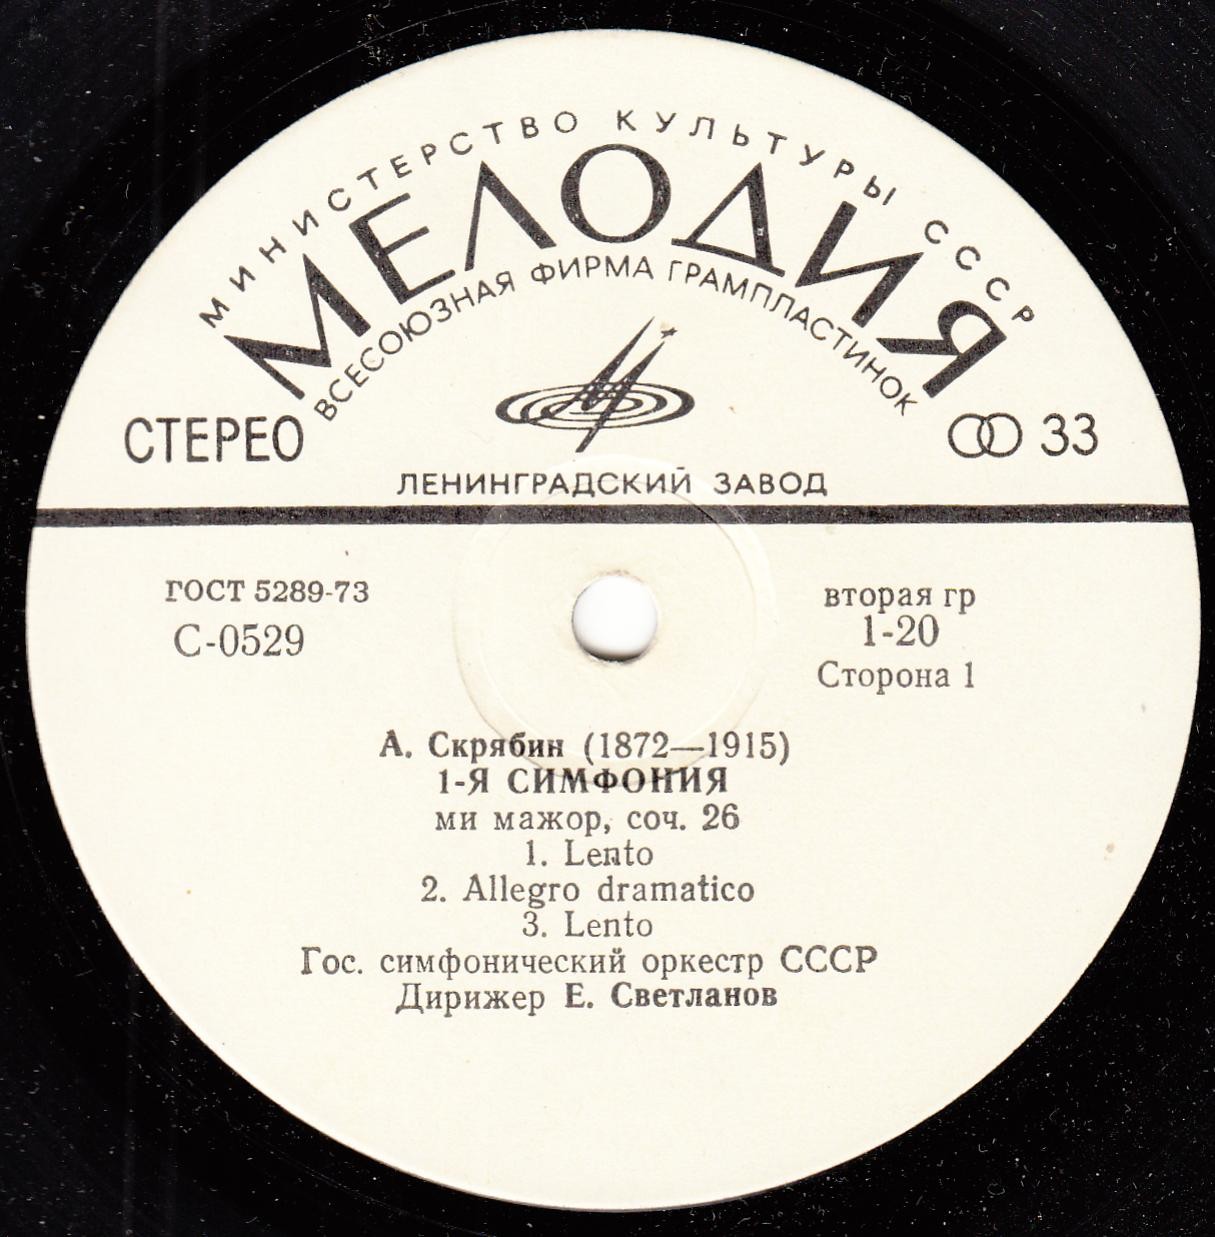 МИНИСТЕРСТВО КУЛЬТУРЫ СССР
МЕЛОДИЯ
ВСЕСОЮЗНАЯ ФИРМА ГРАМПЛАСТИНОК
СТЕРЕО
33
ЛЕНИНГРАДСКИЙ ЗАВОД
ГОСТ 5289-73
С-0529
вторая гр
1-20
Сторона 1
А. Скрябин (1872—1915)
1-Я СИМФОНИЯ
ми мажор, соч. 26
1. Lento
2. Allegro dramatico
3. Lento
Гос. симфонический оркестр СССР
Дирижер Е. Светланов